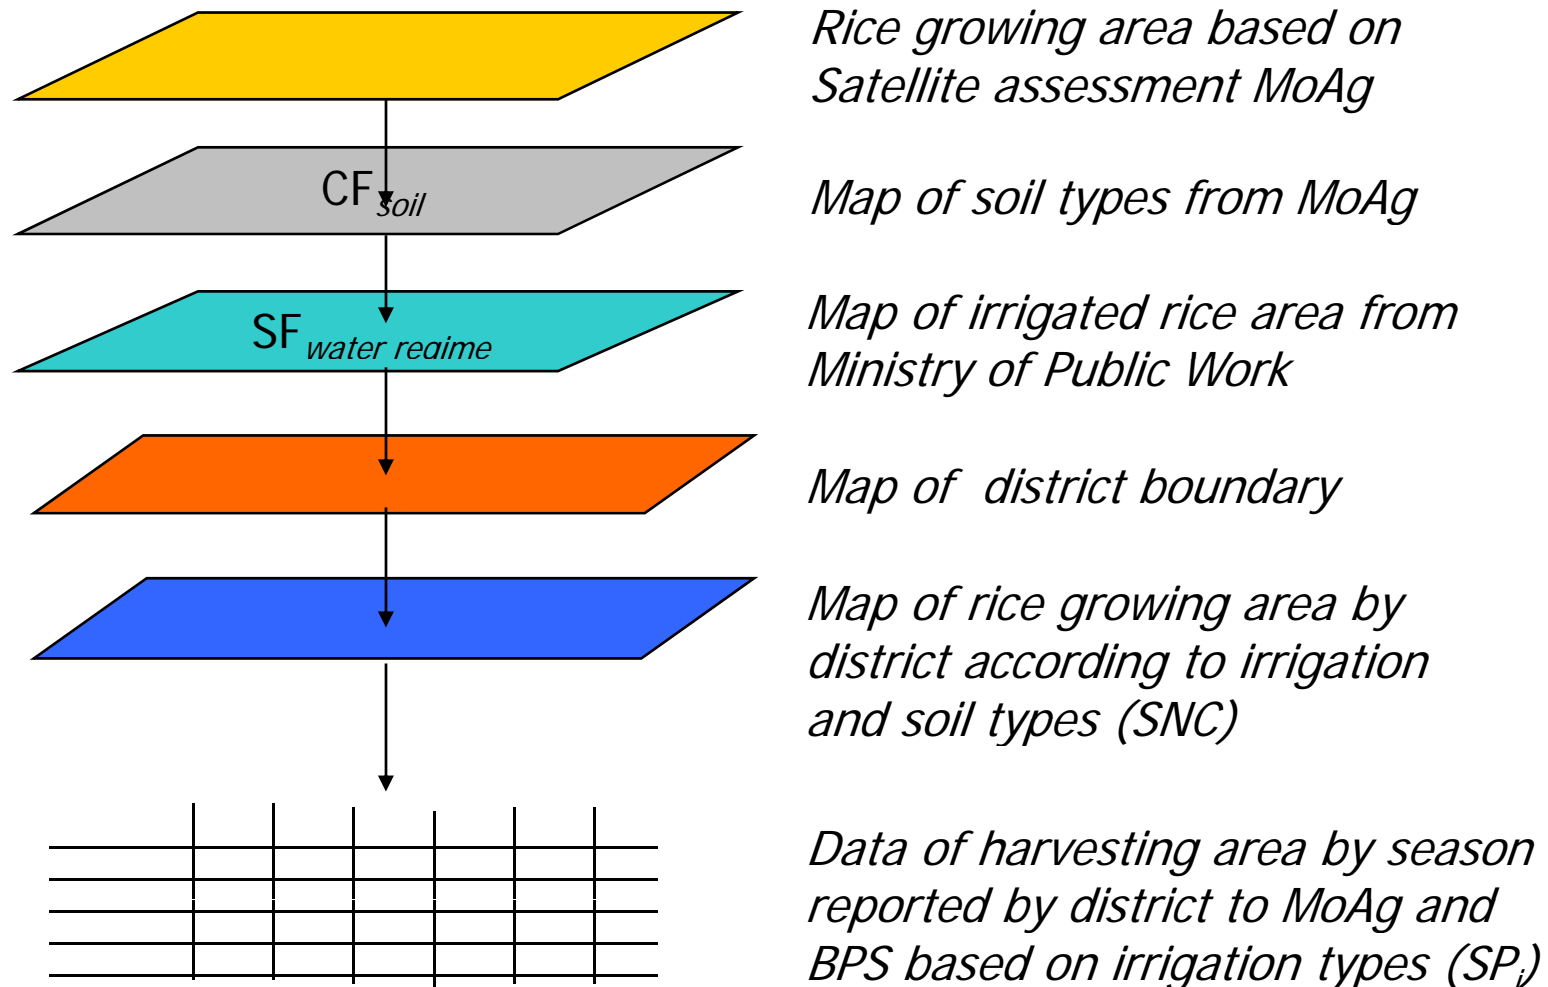 Rice growing area based on
Satellite assessment MoAg
CF soil
Map of soil types from MoAg
SF water regime
Map of irrigated rice area from
Ministry of Public Work
Map of district boundary
Map of rice growing area by
district according to irrigation
and soil types (SNC)
Data of harvesting area by season
reported by district to MoAg and
BPS based on irrigation types (SPi)